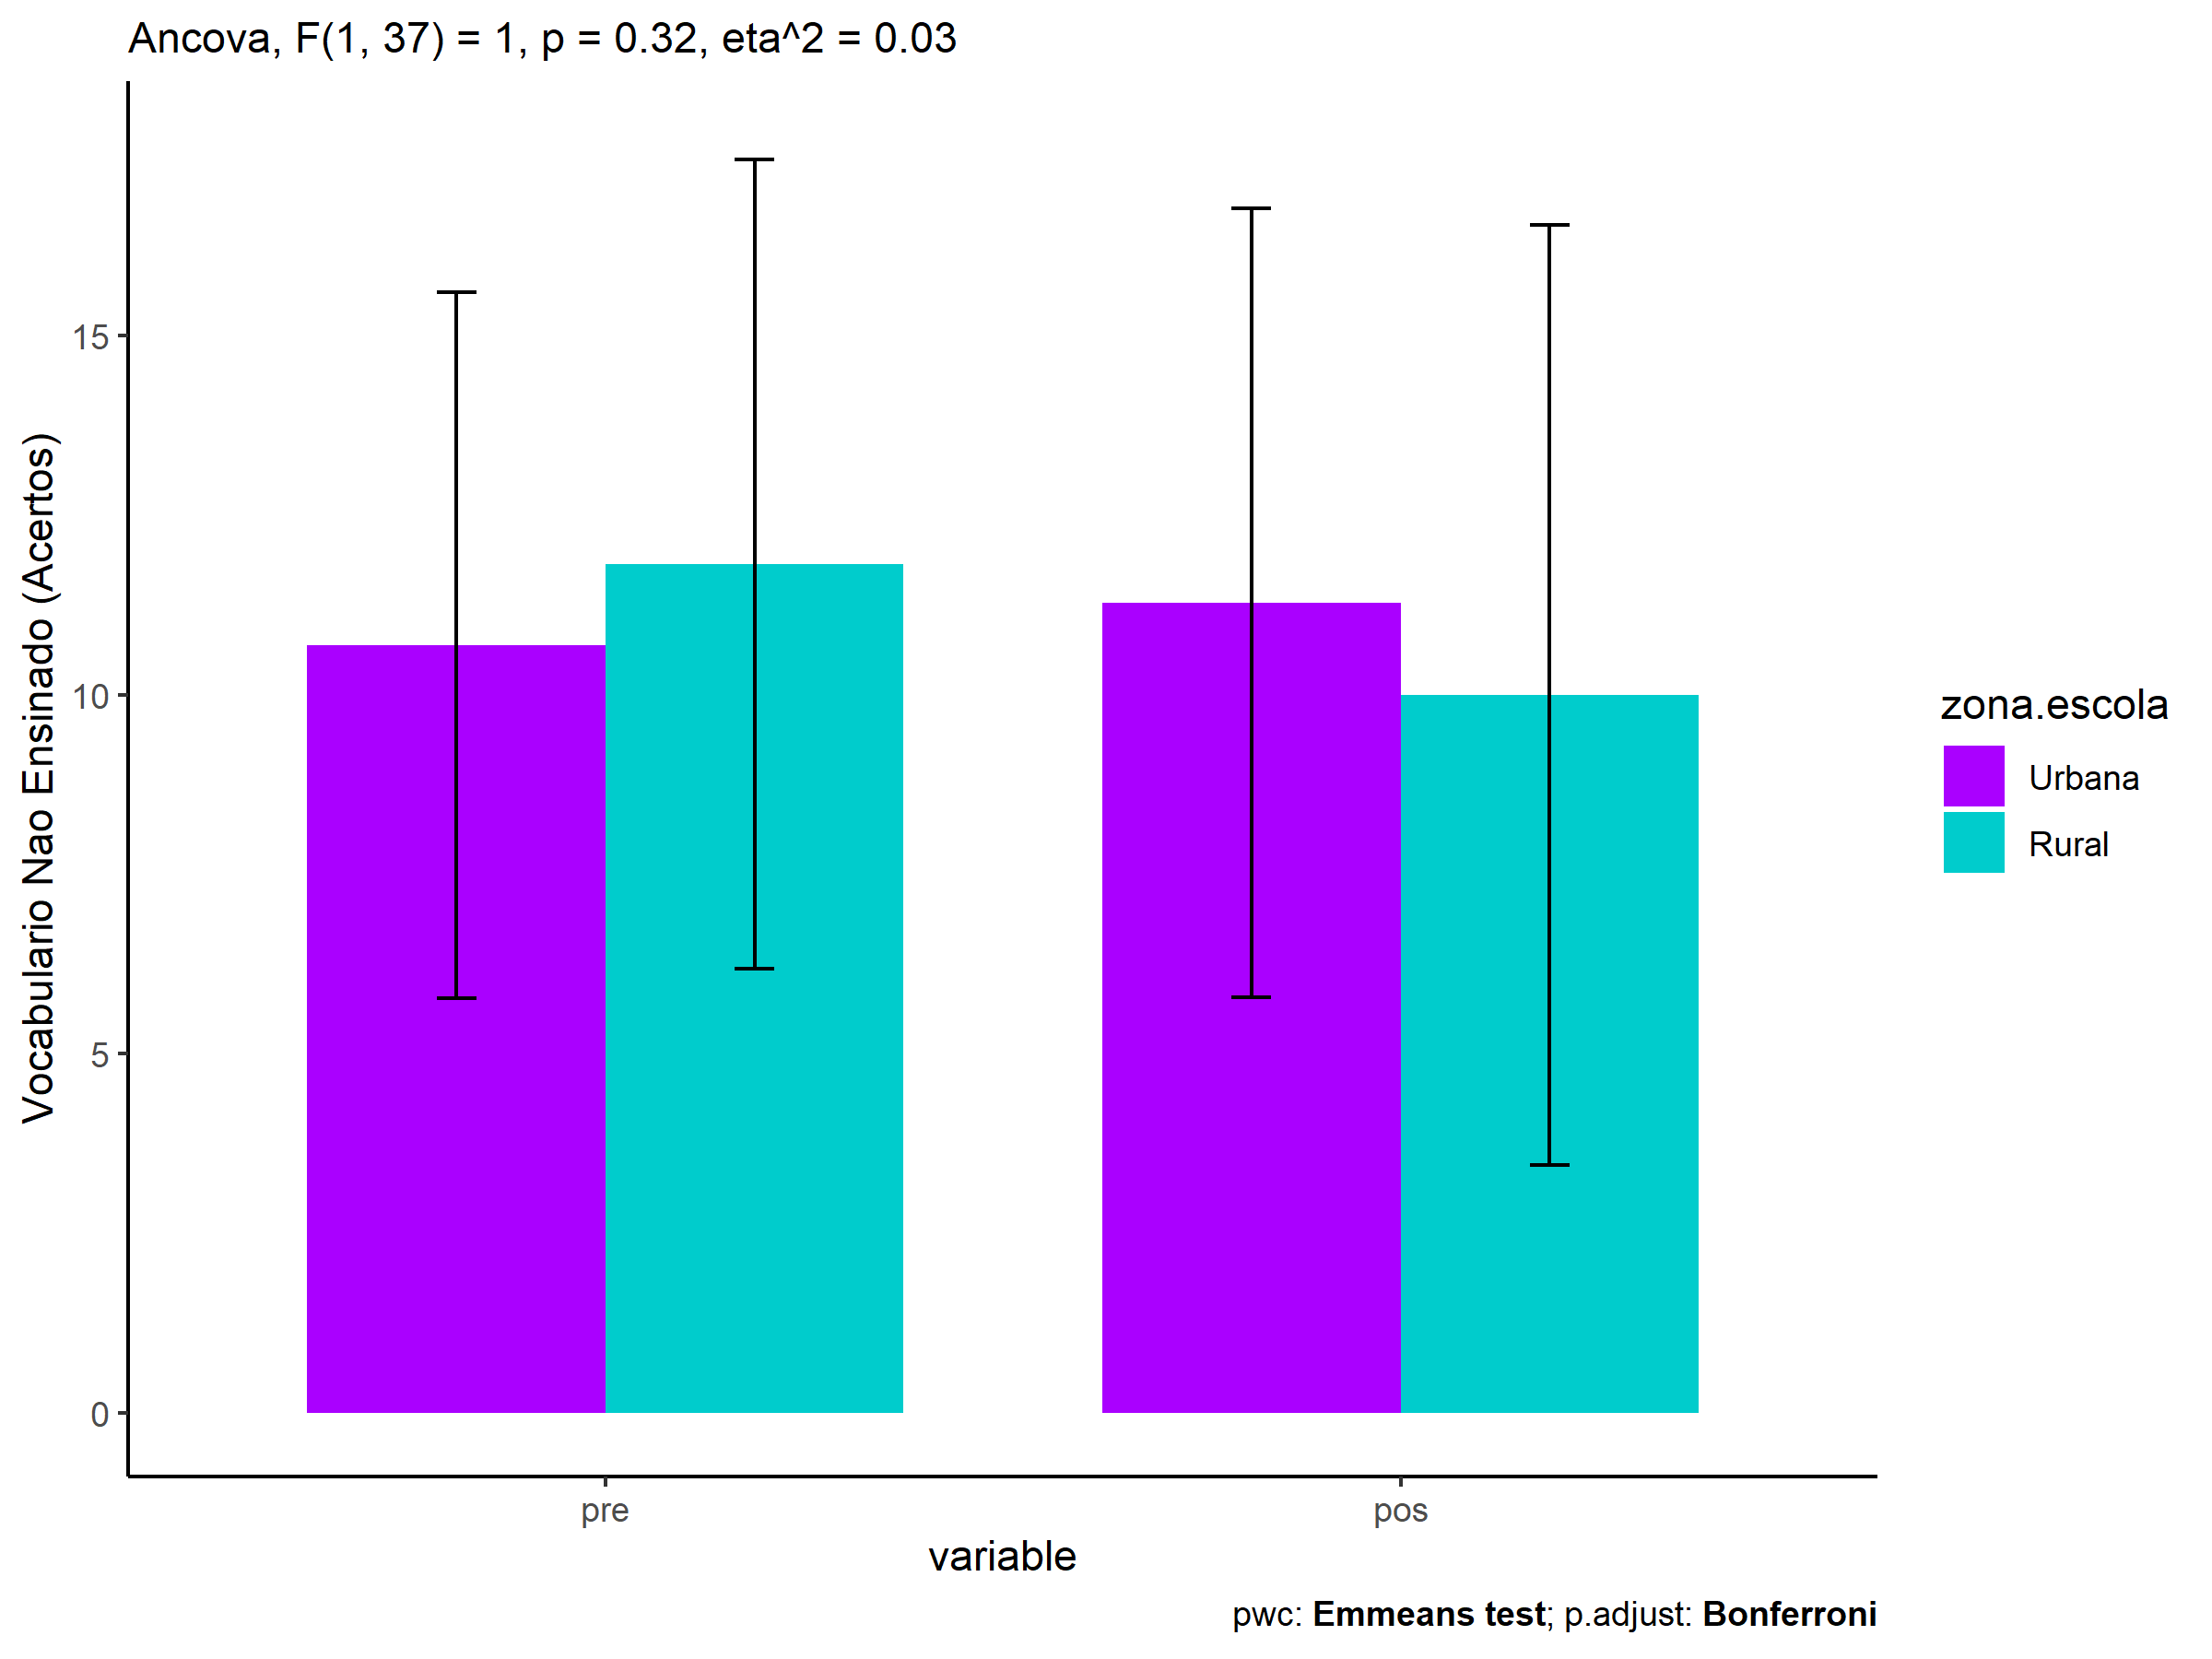 Ancova, F(1, 37) = 1, p = 0.32, eta^2 = 0.03
Vocabulario Nao Ensinado (Acertos)
15
10
5
0
pre
pos
variable
zona.escola
Urbana
Rural
pwc: Emmeans test; p.adjust: Bonferroni